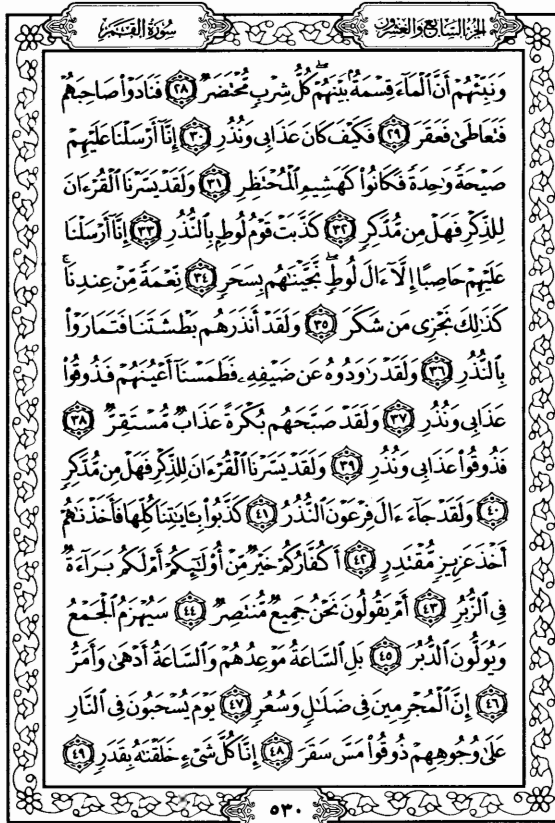 الجزء السابع والعشرون
سورة القمر
وَنَبِّئْهُمْ أَنَّ ٱلْمَآءَ قِسْمَةٌۢ بَيْنَهُمْ ۖ كُلُّ شِرْبٍ مُّحْتَضَرٌ ٢٨ فَنَادَوْا۟ صَاحِبَهُمْ
فَتَعَاطَىٰ فَعَقَرَ ٢٩ فَكَيْفَ كَانَ عَذَابِى وَنُذُرِ ٣٠ إِنَّآ أَرْسَلْنَا عَلَيْهِمْ
صَيْحَةً وَٰحِدَةً فَكَانُوا۟ كَهَشِيمِ ٱلْمُحْتَظِرِ ٣١ وَلَقَدْ يَسَّرْنَا ٱلْقُرْءَانَ
لِلذِّكْرِ فَهَلْ مِن مُّدَّكِرٍ ٣٢ كَذَّبَتْ قَوْمُ لُوطٍۭ بِٱلنُّذُرِ ٣٣ إِنَّآ أَرْسَلْنَا
عَلَيْهِمْ حَاصِبًا إِلَّآ ءَالَ لُوطٍ ۖ نَّجَّيْنَٰهُم بِسَحَرٍ ٣٤ نِّعْمَةً مِّنْ عِندِنَا ۚ
كَذَٰلِكَ نَجْزِى مَن شَكَرَ ٣٥ وَلَقَدْ أَنذَرَهُم بَطْشَتَنَا فَتَمَارَوْا۟
بِٱلنُّذُرِ ٣٦ وَلَقَدْ رَٰوَدُوهُ عَن ضَيْفِهِۦ فَطَمَسْنَآ أَعْيُنَهُمْ فَذُوقُوا۟
عَذَابِى وَنُذُرِ ٣٧ وَلَقَدْ صَبَّحَهُم بُكْرَةً عَذَابٌ مُّسْتَقِرٌّ ٣٨
فَذُوقُوا۟ عَذَابِى وَنُذُرِ ٣٩ وَلَقَدْ يَسَّرْنَا ٱلْقُرْءَانَ لِلذِّكْرِ فَهَلْ مِن مُّدَّكِرٍ
٤٠ وَلَقَدْ جَآءَ ءَالَ فِرْعَوْنَ ٱلنُّذُرُ ٤١ كَذَّبُوا۟ بِـَٔايَٰتِنَا كُلِّهَا فَأَخَذْنَٰهُمْ
أَخْذَ عَزِيزٍ مُّقْتَدِرٍ ٤٢ أَكُفَّارُكُمْ خَيْرٌ مِّنْ أُو۟لَٰٓئِكُمْ أَمْ لَكُم بَرَآءَةٌ
فِى ٱلزُّبُرِ ٤٣ أَمْ يَقُولُونَ نَحْنُ جَمِيعٌ مُّنتَصِرٌ ٤٤ سَيُهْزَمُ ٱلْجَمْعُ
وَيُوَلُّونَ ٱلدُّبُرَ ٤٥ بَلِ ٱلسَّاعَةُ مَوْعِدُهُمْ وَٱلسَّاعَةُ أَدْهَىٰ وَأَمَرُّ
٤٦ إِنَّ ٱلْمُجْرِمِينَ فِى ضَلَٰلٍ وَسُعُرٍ ٤٧ يَوْمَ يُسْحَبُونَ فِى ٱلنَّارِ
عَلَىٰ وُجُوهِهِمْ ذُوقُوا۟ مَسَّ سَقَرَ ٤٨ إِنَّا كُلَّ شَىْءٍ خَلَقْنَٰهُ بِقَدَرٍ ٤٩
٥٣٠